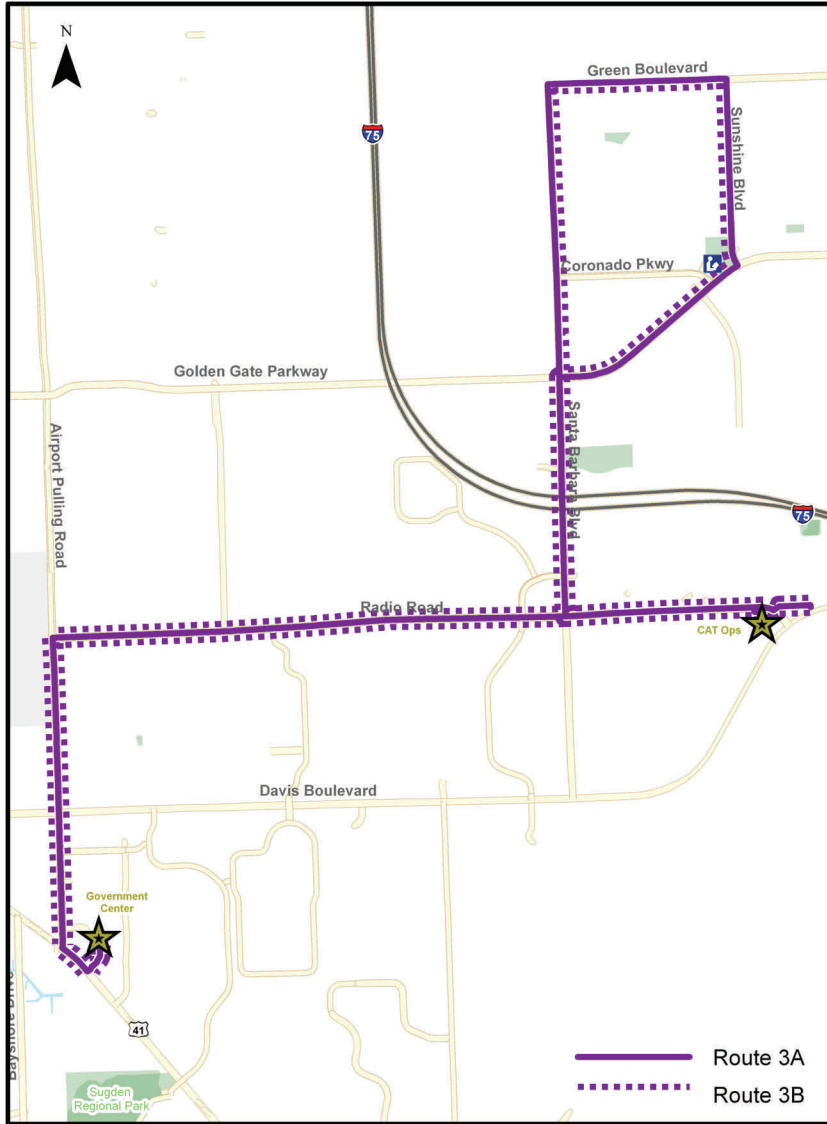 N
Green Boulevard
75
Sunshine Blvd
Coronado Pkwy
Golden Gate Parkway
Airport Pulling Road
Santa Barbara Blvd
75
Radio Road
CAT Ops
Davis Boulevard
Government
Center
Bayshore Drive
41
Sugden
Regional Park
Route 3A
Route 3B